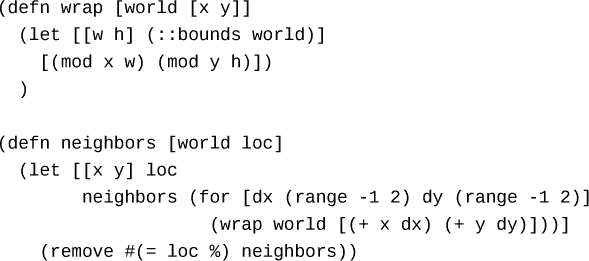 (defn wrap [world [x y]]
  (let [[w h] (::bounds world)]
    [(mod x w) (mod y h)])
  )

(defn neighbors [world loc]
  (let [[x y] loc
        neighbors (for [dx (range -1 2) dy (range -1 2)]
                    (wrap world [(+ x dx) (+ y dy)]))]
    (remove #(= loc %) neighbors))